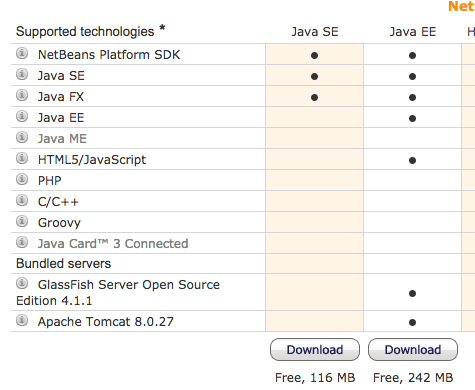 Net
Supported technologies * Java SE Java EE H
NetBeans Platform SDK • •
Java SE • •
Java FX • •
Java EE •
Java ME
HTML5/JavaScript •
PHP
C/C++
Groovy
Java Card™ 3 Connected
Bundled servers
GlassFish Server Open Source
Edition 4.1.1 •
Apache Tomcat 8.0.27 •
Download Download
Free, 116 MB Free, 242 MB